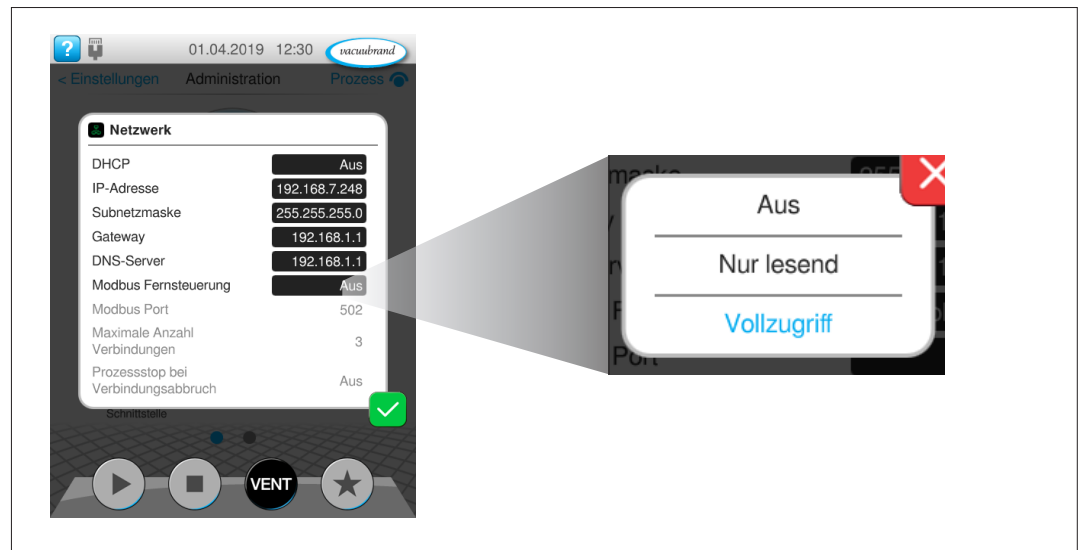 ?
01.04.2019 12:30
vacuubrand
< Einstellungen Administration Prozess
Netzwerk
DHCP Aus
IP-Adresse 192.168.7.248
Subnetzmaske 255.255.255.0
Gateway 192.168.1.1
DNS-Server 192.168.1.1
Modbus Fernsteuerung Aus
Modbus Port 502
Maximale Anzahl
Verbindungen 3
Prozessstop bei
Verbindungsabbruch Aus
Schnittstelle
VENT
Aus
Nur lesend
Vollzugriff
Port